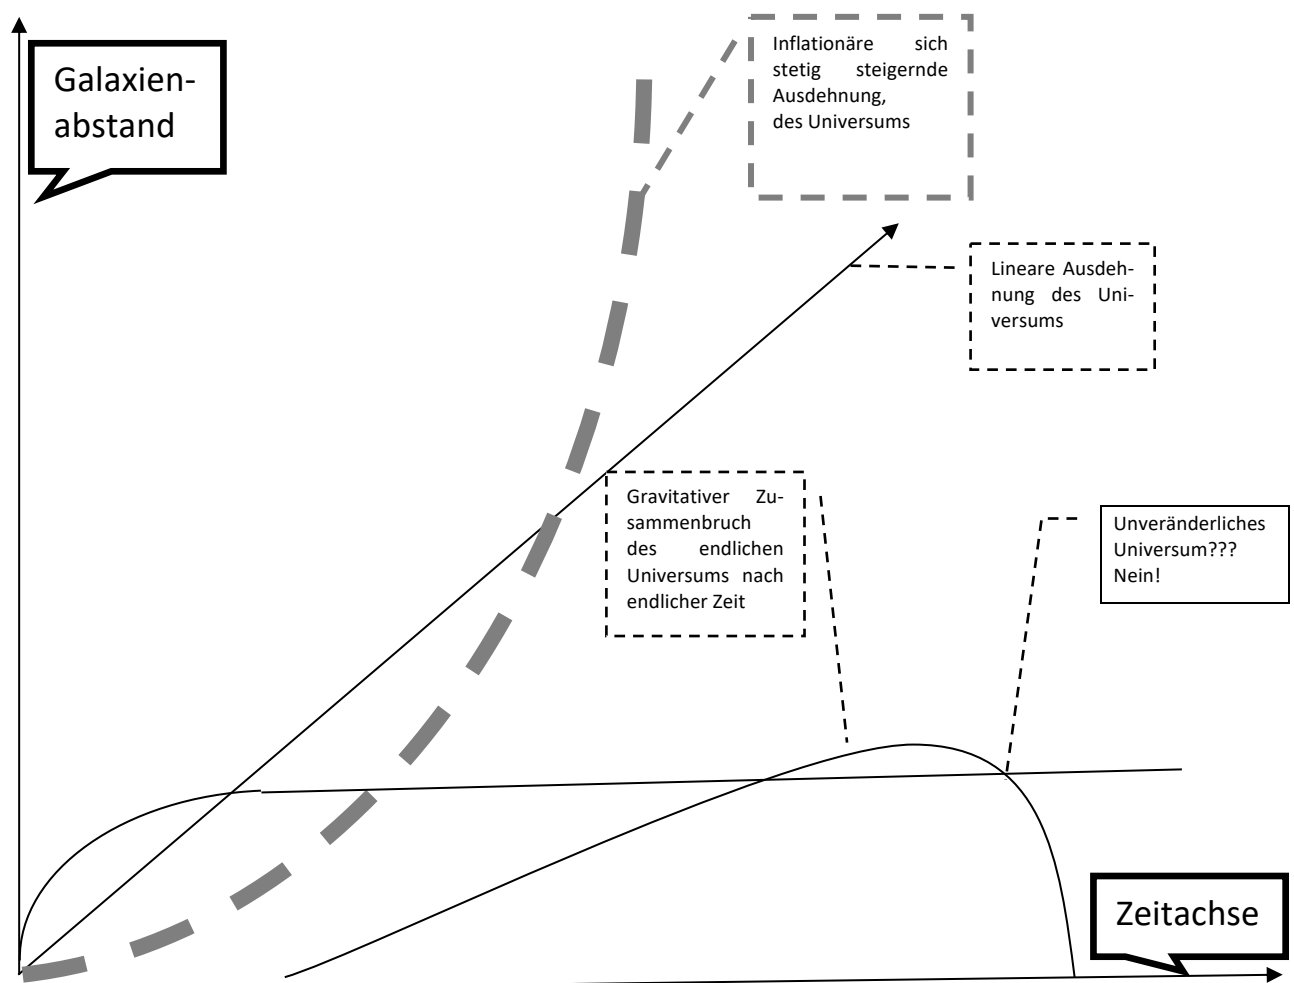 Galaxien-
abstand
Inflationäre sich
stetig steigernde
Ausdehnung,
des Universums
Lineare Ausdeh-
nung des Uni-
versums
Gravitativer Zu-
sammenbruch
des endlichen
Universums nach
endlicher Zeit
Unveränderliches
Universum???
Nein!
Zeitachse